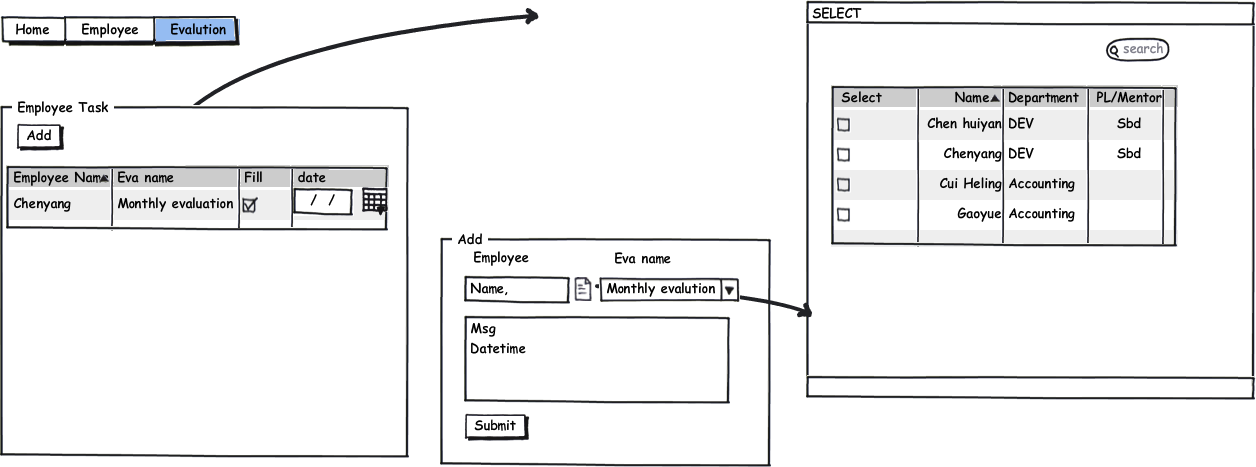 Home Employee Evalution
Employee Task
Add
Employee Name Eva name Fill date
Chenyang Monthly evaluation / /
Add
Employee Eva name
Name, Monthly evalution
Msg
Datetime
Submit
SELECT
search
Select Name Department PL/Mentor
Chen huiyan DEV Sbd
Chenyang DEV Sbd
Cui Heling Accounting
Gaoyue Accounting